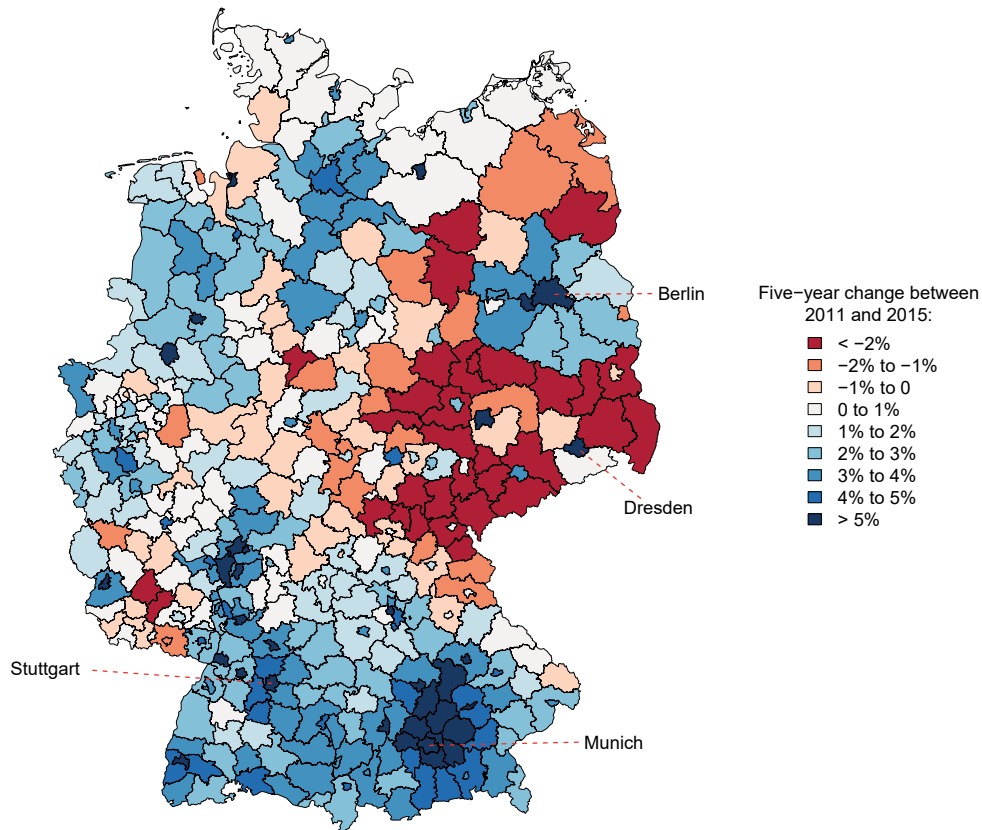 Berlin
Five−year change between
2011 and 2015:
< −2%
−2% to −1%
−1% to 0
0 to 1%
1% to 2%
2% to 3%
3% to 4%
4% to 5%
> 5%
Dresden
Stuttgart
Munich